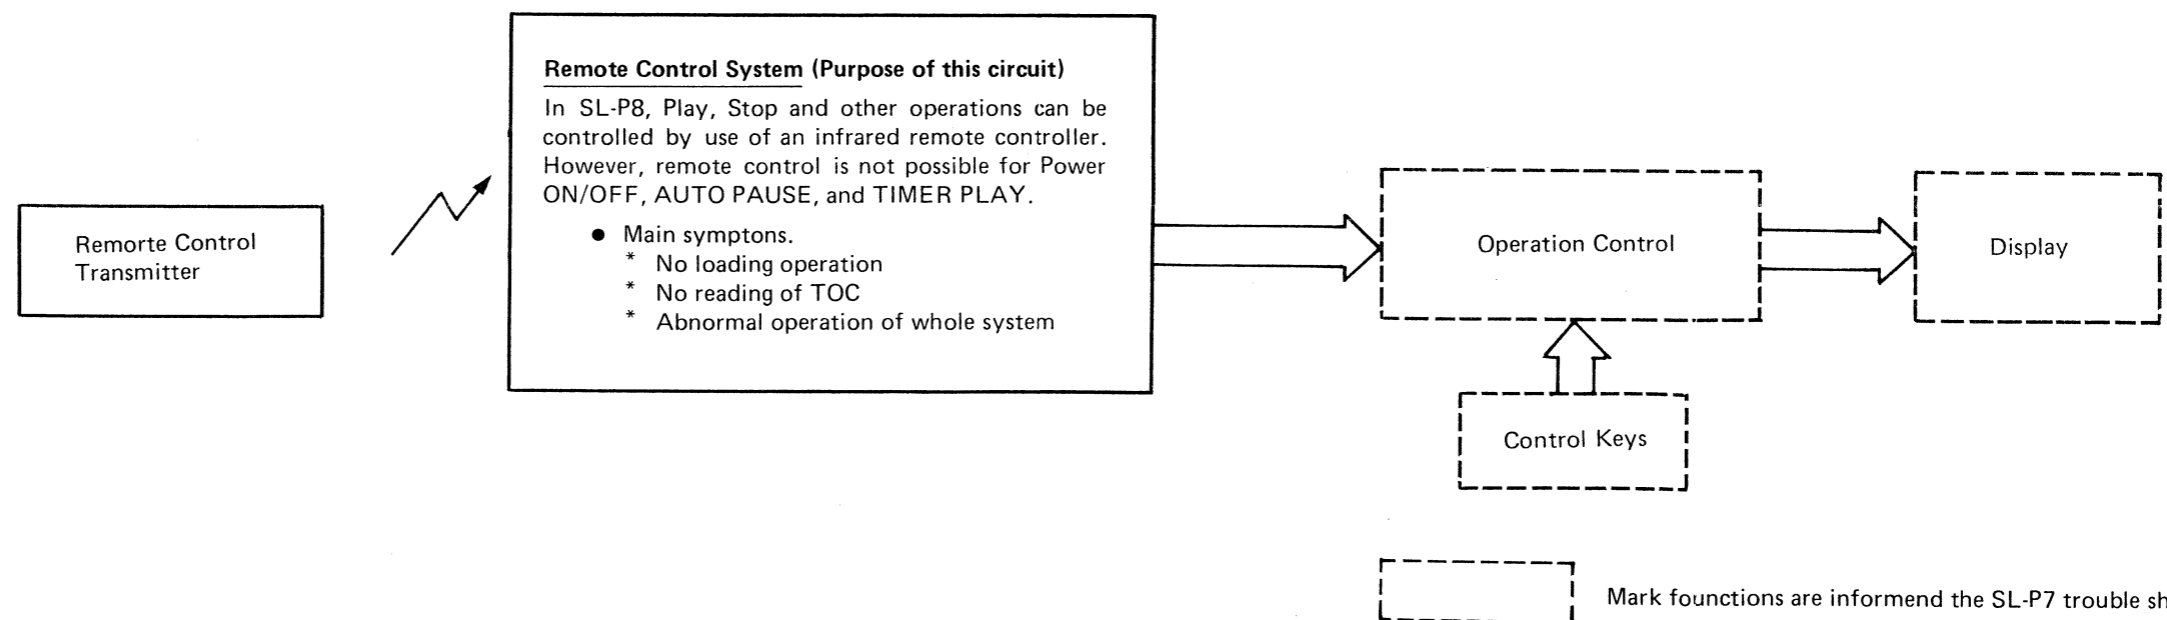 Remote Control System (Purpose of this circuit)
In SL-P8, Play, Stop and other operations can be
controlled by use of an infrared remote controller.
However, remote control is not possible for Power
ON/OFF, AUTO PAUSE, and TIMER PLAY.
● Main symptons.
* No loading operation
* No reading of TOC
* Abnormal operation of whole system
Remorte Control
Transmitter
Operation Control
Display
Control Keys
Mark founctions are informend the SL-P7 trouble sh